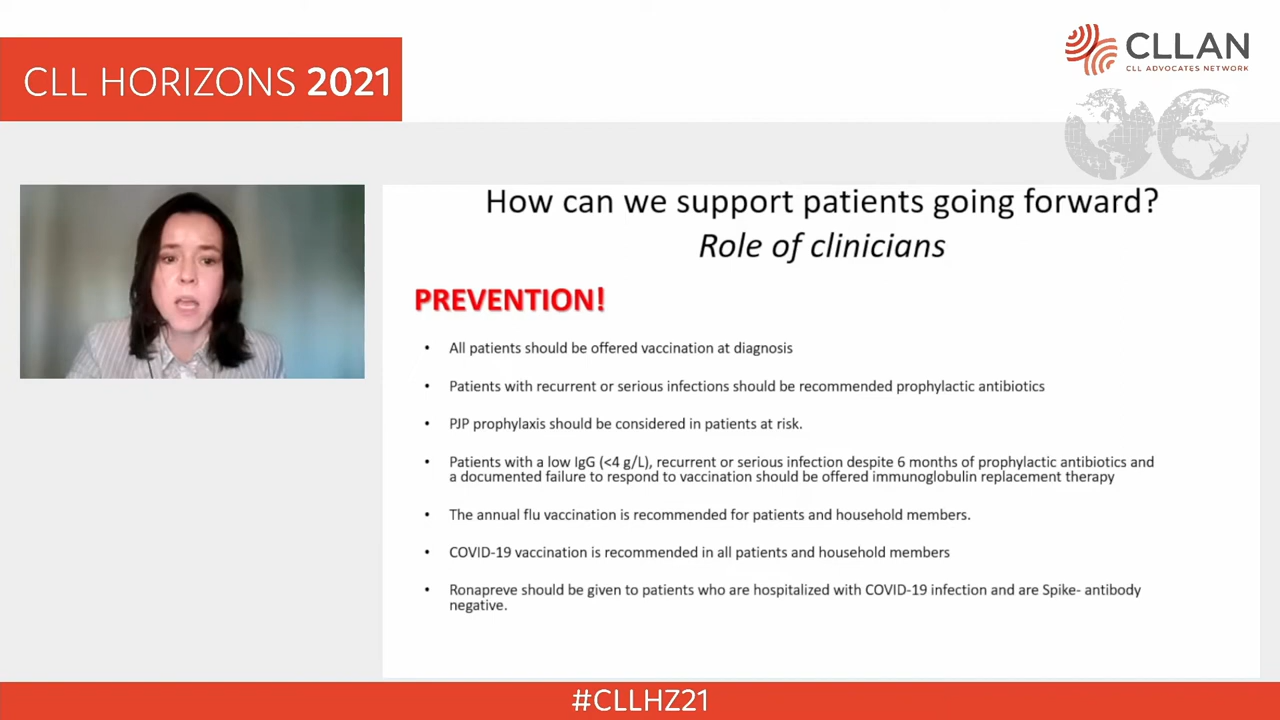 CLL HORIZONS 2021
CLLAN
CLL ADVOCATES NETWORK
How can we support patients going forward?
Role of clinicians
PREVENTION!
• All patients should be offered vaccination at diagnosis
• Patients with recurrent or serious infections should be recommended prophylactic antibiotics
• PJP prophylaxis should be considered in patients at risk.
• Patients with a low IgG (<4 g/L), recurrent or serious infection despite 6 months of prophylactic antibiotics and
a documented failure to respond to vaccination should be offered immunoglobulin replacement therapy
• The annual flu vaccination is recommended for patients and household members.
• COVID-19 vaccination is recommended in all patients and household members
• Ronapreve should be given to patients who are hospitalized with COVID-19 infection and are Spike- antibody
negative.
#CLLHZ21